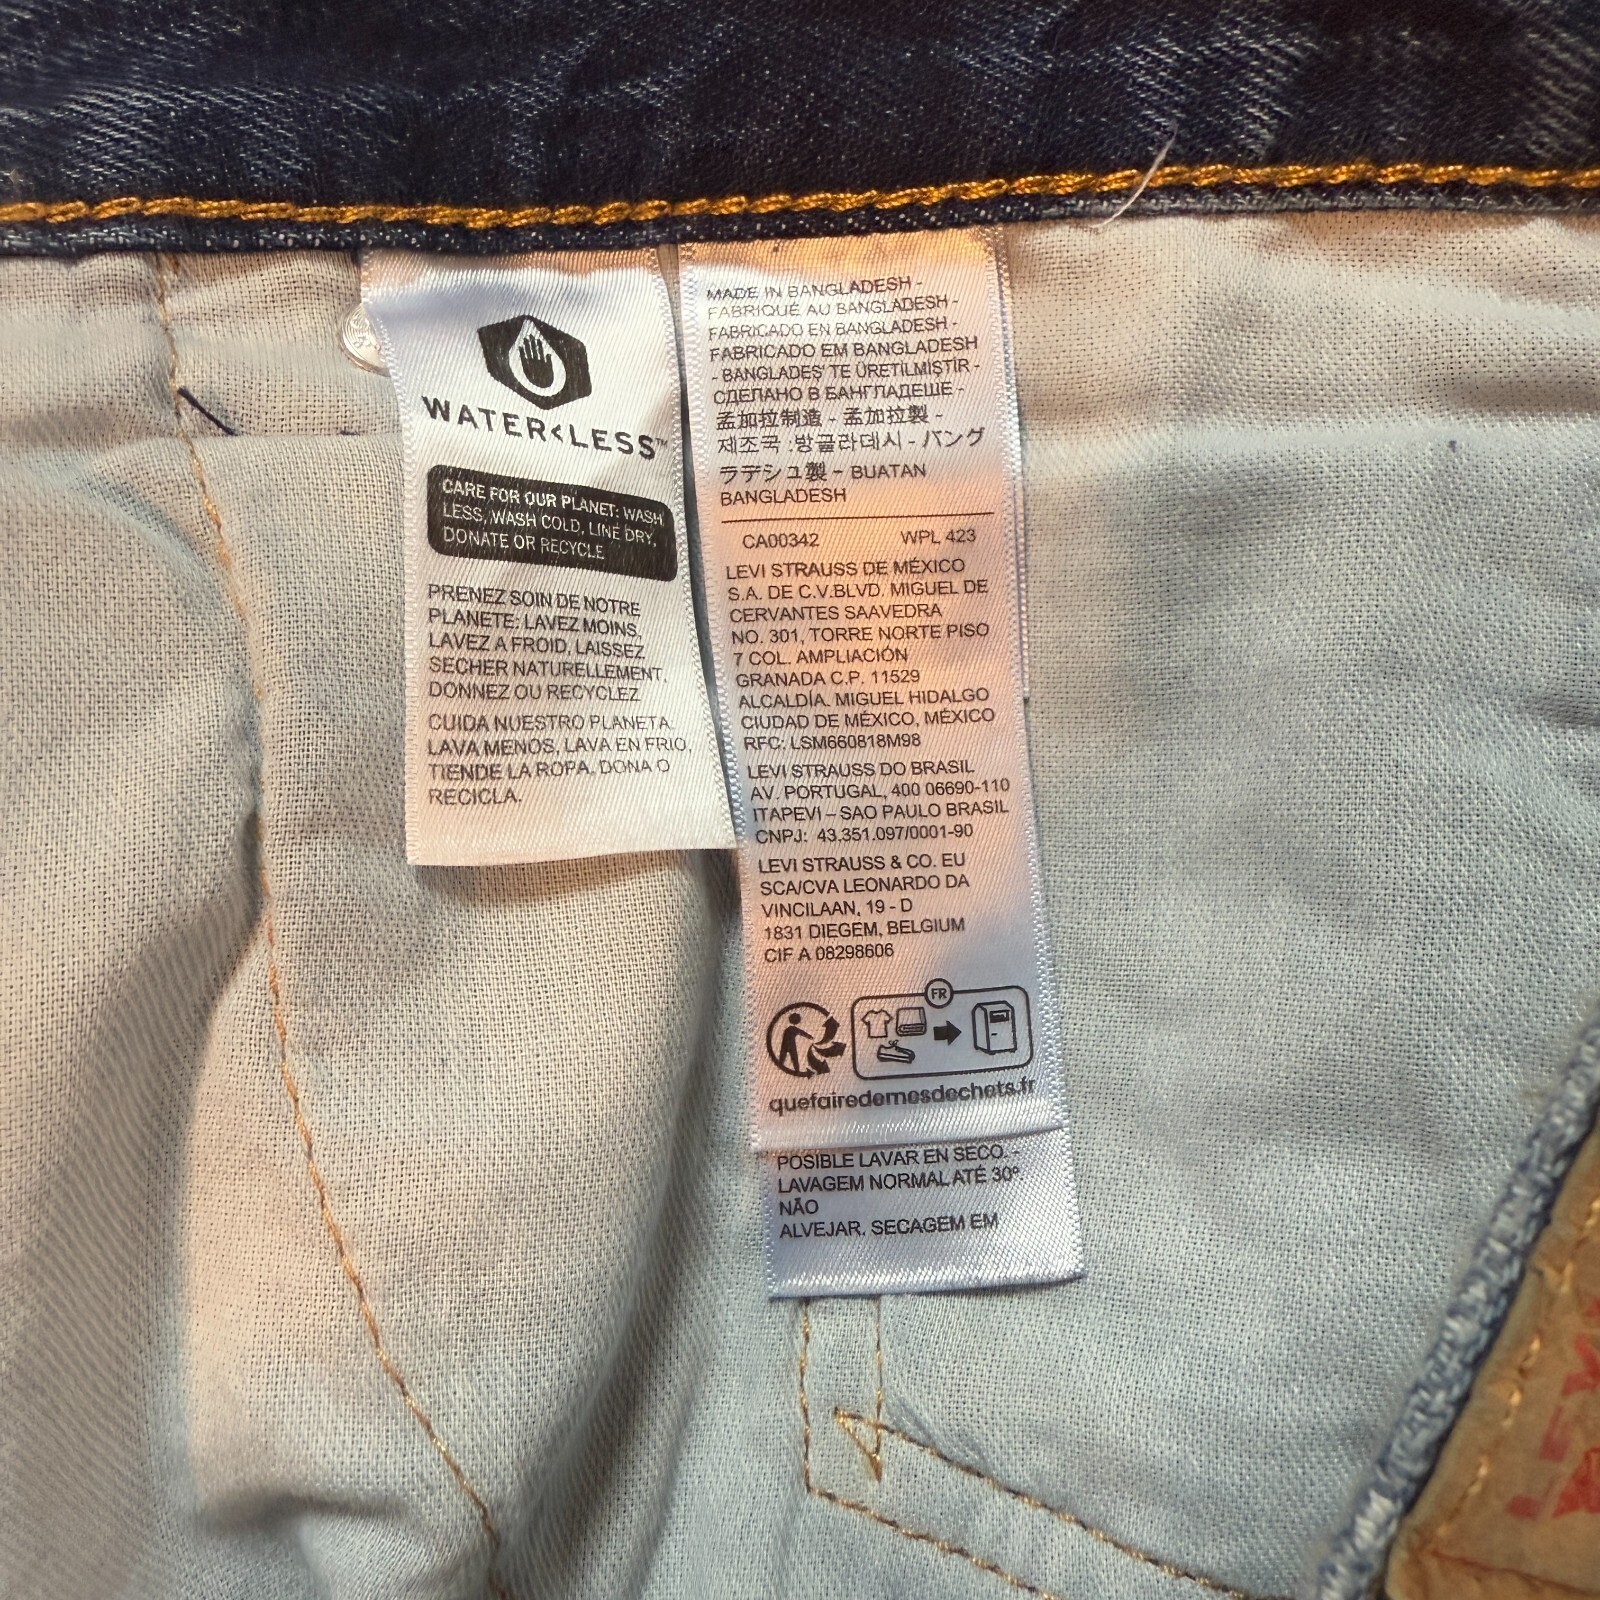 WATER<LESS™
CARE FOR OUR PLANET: WASH
LESS, WASH COLD, LINE DRY,
DONATE OR RECYCLE
PRENEZ SOIN DE NOTRE
PLANETE: LAVEZ MOINS,
LAVEZ A FROID, LAISSEZ
SECHER NATURELLEMENT,
DONNEZ OU RECYCLEZ
CUIDA NUESTRO PLANETA:
LAVA MENOS, LAVA EN FRIO,
TIENDE LA ROPA, DONA O
RECICLA.
MADE IN BANGLADESH -
FABRIQUÉ AU BANGLADESH -
FABRICADO EN BANGLADESH -
FABRICADO EM BANGLADESH
- BANGLADEŞ' TE ÜRETILMIŞTIR -
СДЕЛАНО В БАНГЛАДЕШЕ -
孟加拉制造 - 孟加拉製 -
제조국 :방글라데시 - バング
ラデシュ製 - BUATAN
BANGLADESH
CA00342 WPL 423
LEVI STRAUSS DE MÉXICO
S.A. DE C.V.BLVD. MIGUEL DE
CERVANTES SAAVEDRA
NO. 301, TORRE NORTE PISO
7 COL. AMPLIACIÓN
GRANADA C.P. 11529
ALCALDÍA. MIGUEL HIDALGO
CIUDAD DE MÉXICO, MÉXICO
RFC: LSM660818M98
LEVI STRAUSS DO BRASIL
AV. PORTUGAL, 400 06690-110
ITAPEVI – SAO PAULO BRASIL
CNPJ: 43.351.097/0001-90
LEVI STRAUSS & CO. EU
SCA/CVA LEONARDO DA
VINCILAAN, 19 - D
1831 DIEGEM, BELGIUM
CIF A 08298606
FR
quefairedemesdechets.fr
POSIBLE LAVAR EN SECO. -
LAVAGEM NORMAL ATÉ 30º.
NÃO
ALVEJAR. SECAGEM EM